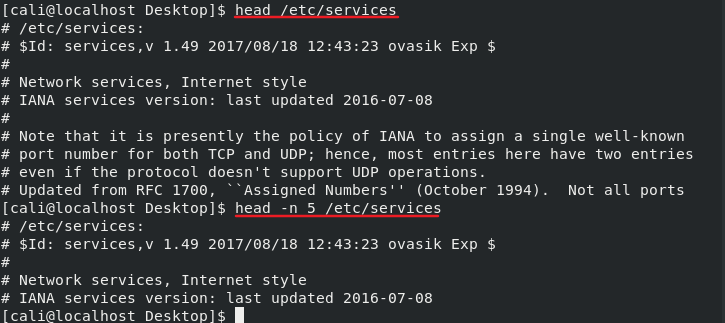 [cali@localhost Desktop]$ head /etc/services
# /etc/services:
# $Id: services,v 1.49 2017/08/18 12:43:23 ovasik Exp $
#
# Network services, Internet style
# IANA services version: last updated 2016-07-08
#
# Note that it is presently the policy of IANA to assign a single well-known
# port number for both TCP and UDP; hence, most entries here have two entries
# even if the protocol doesn't support UDP operations.
# Updated from RFC 1700, ``Assigned Numbers'' (October 1994).  Not all ports
[cali@localhost Desktop]$ head -n 5 /etc/services
# /etc/services:
# $Id: services,v 1.49 2017/08/18 12:43:23 ovasik Exp $
#
# Network services, Internet style
# IANA services version: last updated 2016-07-08
[cali@localhost Desktop]$